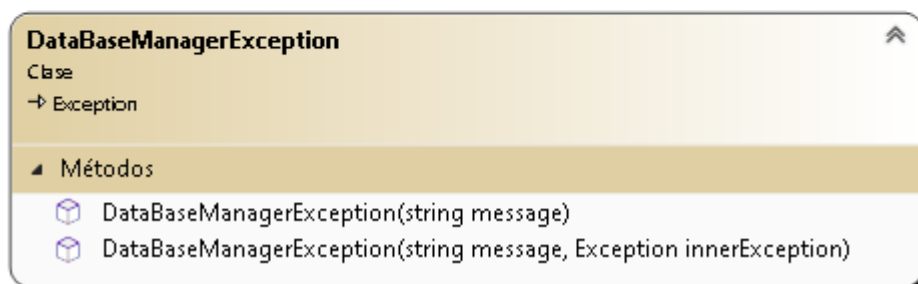 DataBaseManagerException
Clase
Exception
Métodos
DataBaseManagerException(string message)
DataBaseManagerException(string message, Exception innerException)